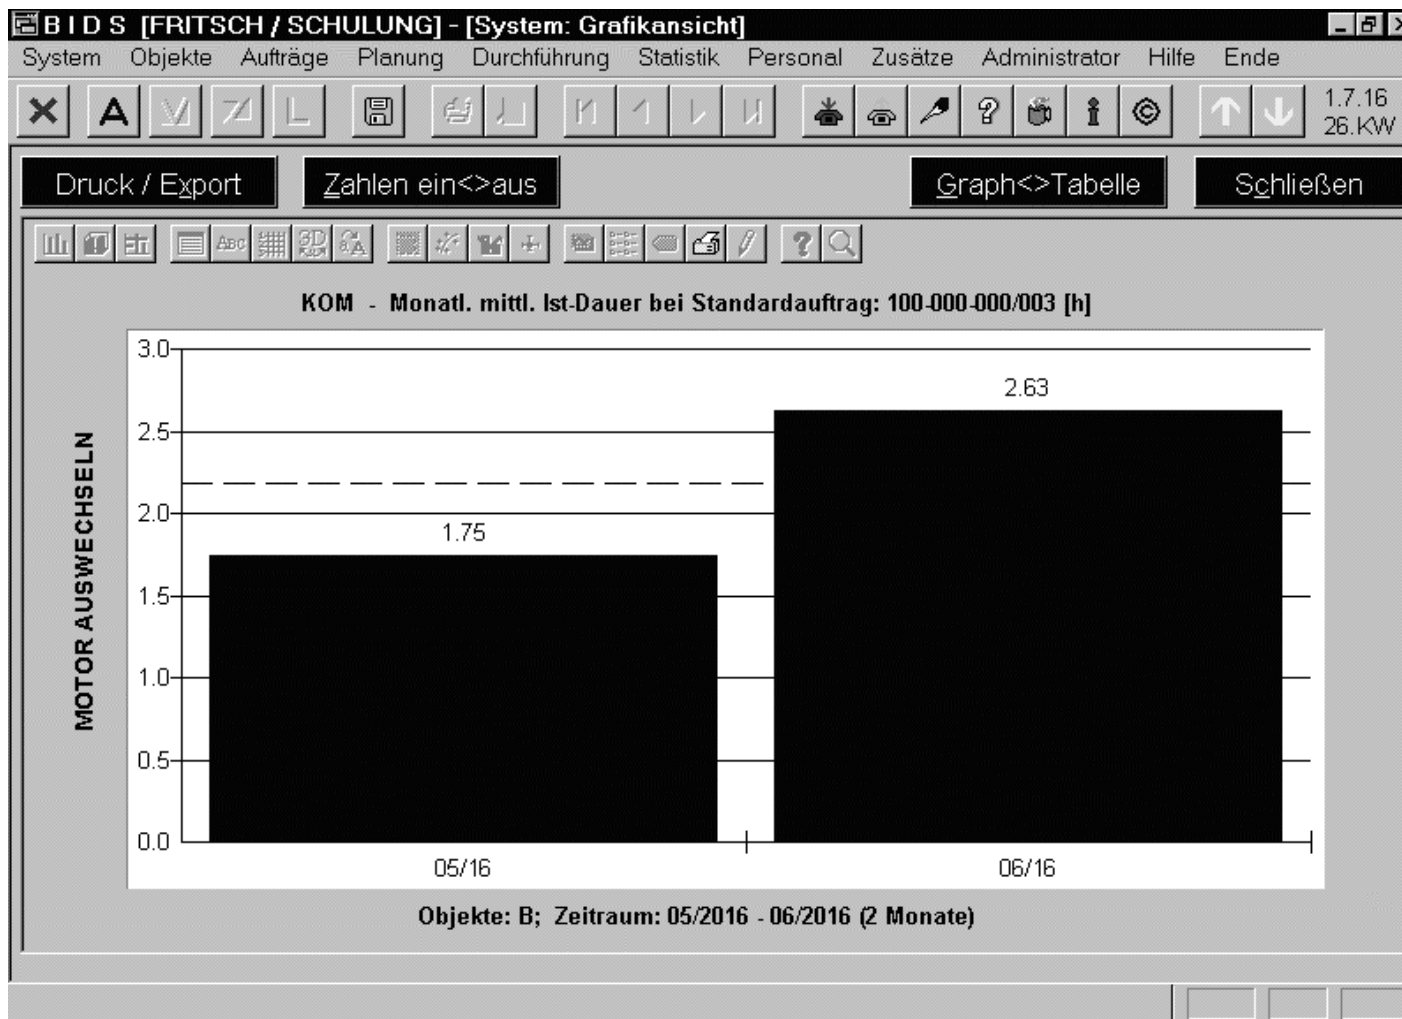 B I D S [FRITSCH / SCHULUNG] - [System: Grafikansicht]
System Objekte Aufträge Planung Durchführung Statistik Personal Zusätze Administrator Hilfe Ende
1.7.16
26.KW
Druck / Export Zahlen ein<>aus Graph<>Tabelle Schließen
ABC 3D
KOM - Monatl. mittl. Ist-Dauer bei Standardauftrag: 100-000-000/003 [h]
MOTOR AUSWECHSELN
3.0
2.63
2.5
2.0
1.75
1.5
1.0
0.5
0.0
05/16 06/16
Objekte: B; Zeitraum: 05/2016 - 06/2016 (2 Monate)